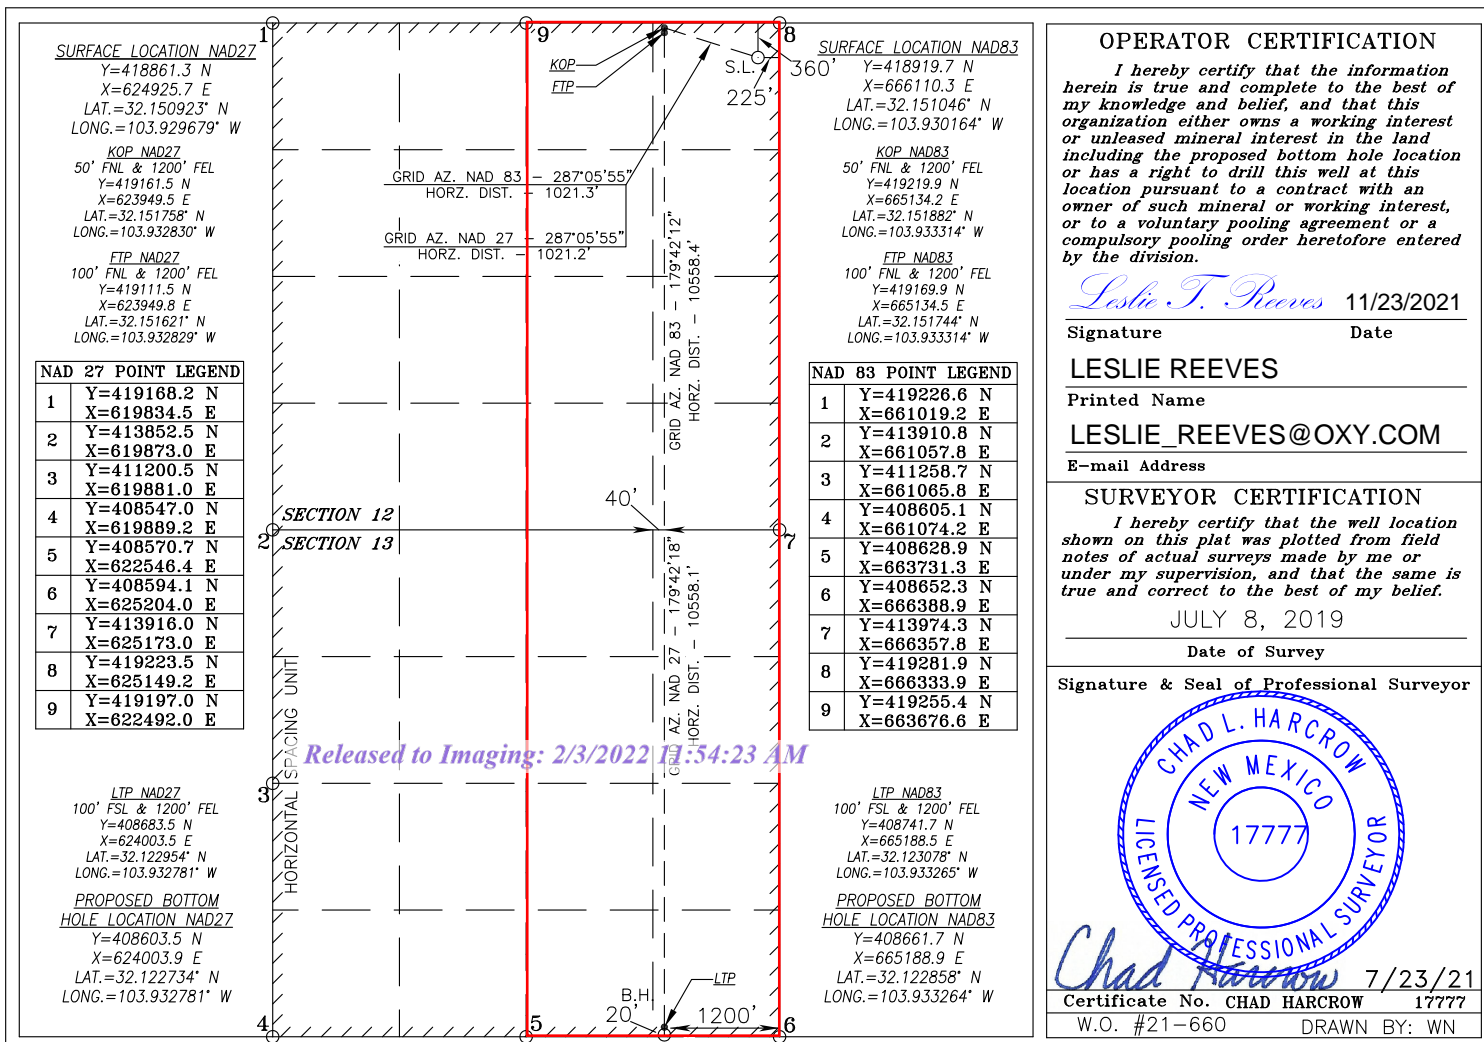 SURFACE LOCATION NAD27
Y=418861.3 N
X=624925.7 E
LAT.=32.150923° N
LONG.=103.929679° W
KOP NAD27
50' FNL & 1200' FEL
Y=419161.5 N
X=623949.5 E
LAT.=32.151758° N
LONG.=103.932830° W
FTP NAD27
100' FNL & 1200' FEL
Y=419111.5 N
X=623949.8 E
LAT.=32.151621° N
LONG.=103.932829° W
NAD 27 POINT LEGEND
1 Y=419168.2 N
X=619834.5 E
2 Y=413852.5 N
X=619873.0 E
3 Y=411200.5 N
X=619881.0 E
4 Y=408547.0 N
X=619889.2 E
5 Y=408570.7 N
X=622546.4 E
6 Y=408594.1 N
X=625204.0 E
7 Y=413916.0 N
X=625173.0 E
8 Y=419223.5 N
X=625149.2 E
9 Y=419197.0 N
X=622492.0 E
LTP NAD27
100' FSL & 1200' FEL
Y=408683.5 N
X=624003.5 E
LAT.=32.122954° N
LONG.=103.932781° W
PROPOSED BOTTOM
HOLE LOCATION NAD27
Y=408603.5 N
X=624003.9 E
LAT.=32.122734° N
LONG.=103.932781° W
1
9
8
KOP
FTP
S.L.
360'
225'
GRID AZ. NAD 83 - 287°05'55"
HORZ. DIST. - 1021.3'
GRID AZ. NAD 27 - 287°05'55"
HORZ. DIST. - 1021.2'
GRID AZ. NAD 83 - 179°42'12"
HORZ. DIST. - 10558.4'
40'
SECTION 12
2
SECTION 13
7
GRID AZ. NAD 27 - 179°42'18"
HORZ. DIST. - 10558.1'
HORIZONTAL SPACING UNIT
Released to Imaging: 2/3/2022 11:54:23 AM
3
LTP
B.H.
20'
1200'
4
5
6
SURFACE LOCATION NAD83
Y=418919.7 N
X=666110.3 E
LAT.=32.151046° N
LONG.=103.930164° W
KOP NAD83
50' FNL & 1200' FEL
Y=419219.9 N
X=665134.2 E
LAT.=32.151882° N
LONG.=103.933314° W
FTP NAD83
100' FNL & 1200' FEL
Y=419169.9 N
X=665134.5 E
LAT.=32.151744° N
LONG.=103.933314° W
NAD 83 POINT LEGEND
1 Y=419226.6 N
X=661019.2 E
2 Y=413910.8 N
X=661057.8 E
3 Y=411258.7 N
X=661065.8 E
4 Y=408605.1 N
X=661074.2 E
5 Y=408628.9 N
X=663731.3 E
6 Y=408652.3 N
X=666388.9 E
7 Y=413974.3 N
X=666357.8 E
8 Y=419281.9 N
X=666333.9 E
9 Y=419255.4 N
X=663676.6 E
LTP NAD83
100' FSL & 1200' FEL
Y=408741.7 N
X=665188.5 E
LAT.=32.123078° N
LONG.=103.933265° W
PROPOSED BOTTOM
HOLE LOCATION NAD83
Y=408661.7 N
X=665188.9 E
LAT.=32.122858° N
LONG.=103.933264° W
OPERATOR CERTIFICATION
I hereby certify that the information
herein is true and complete to the best of
my knowledge and belief, and that this
organization either owns a working interest
or unleased mineral interest in the land
including the proposed bottom hole location
or has a right to drill this well at this
location pursuant to a contract with an
owner of such mineral or working interest,
or to a voluntary pooling agreement or a
compulsory pooling order heretofore entered
by the division.
Leslie T. Reeves 11/23/2021
Signature Date
LESLIE REEVES
Printed Name
LESLIE_REEVES@OXY.COM
E-mail Address
SURVEYOR CERTIFICATION
I hereby certify that the well location
shown on this plat was plotted from field
notes of actual surveys made by me or
under my supervision, and that the same is
true and correct to the best of my belief.
JULY 8, 2019
Date of Survey
Signature & Seal of Professional Surveyor
CHAD L. HARCROW
NEW MEXICO
17777
LICENSED PROFESSIONAL SURVEYOR
Chad Harcrow 7/23/21
Certificate No. CHAD HARCROW 17777
W.O. #21-660 DRAWN BY: WN